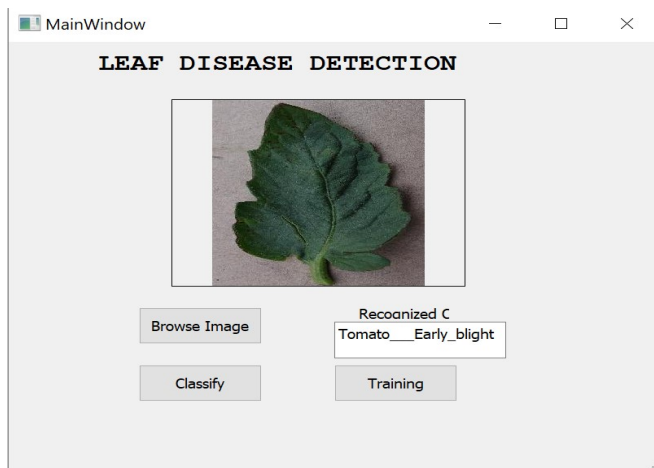 MainWindow
LEAF DISEASE DETECTION
Browse Image
Recognized C
Tomato___Early_blight
Classify
Training